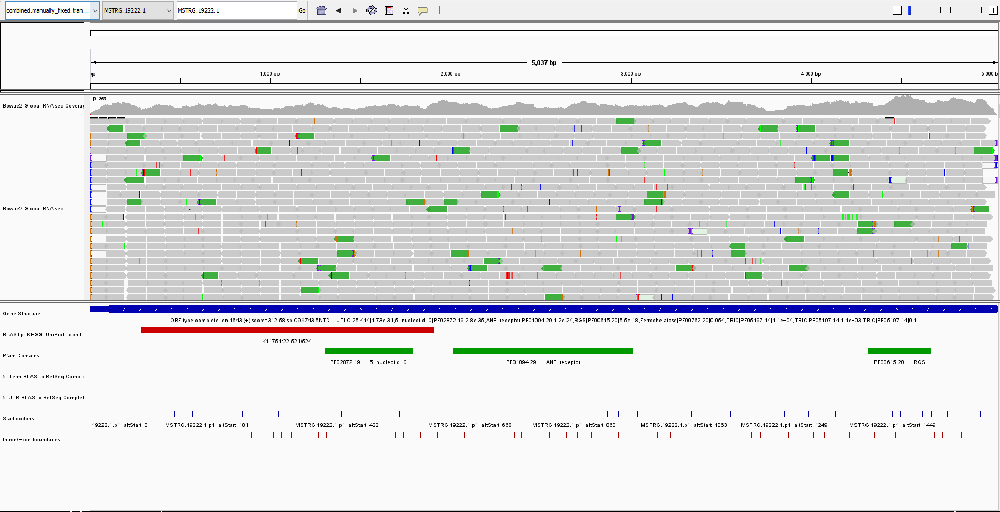 combined.manually_fixed.tran... MSTRG.19222.1 MSTRG.19222.1 Go
5,037 bp
bp 1,000 bp 2,000 bp 3,000 bp 4,000 bp 5,000 b
[0 - 363]
Bowtie2-Global RNA-seq Coverag
Bowtie2-Global RNA-seq
Gene Structure
ORF type:complete len:1643 (+),score=312.58,sp|Q9XZ43|5NTD_LUTLO|25.414|1.73e-31,5_nucleotid_C|PF02872.19|2.8e-35,ANF_receptor|PF01094.29|1.2e-24,RGS|PF00615.20|5.5e-18,Ferrochelatase|PF00762.20|0.054,TRIC|PF05197.14|1.1e+04,TRIC|PF05197.14|1.1e+03,TRIC|PF05197.14|0.1
BLASTp_KEGG_UniProt_tophit
K11751:22-521/524
Pfam Domains
PF02872.19___5_nucleotid_C PF01094.29___ANF_receptor PF00615.20___RGS
5'-Term BLASTp RefSeq Comple
5'-UTR BLASTx RefSeq Complet
Start codons
.19222.1.p1_altStart_0 MSTRG.19222.1.p1_altStart_181 MSTRG.19222.1.p1_altStart_422 MSTRG.19222.1.p1_altStart_668 MSTRG.19222.1.p1_altStart_860 MSTRG.19222.1.p1_altStart_1063 MSTRG.19222.1.p1_altStart_1249 MSTRG.19222.1.p1_altStart_1449
Intron/Exon boundaries